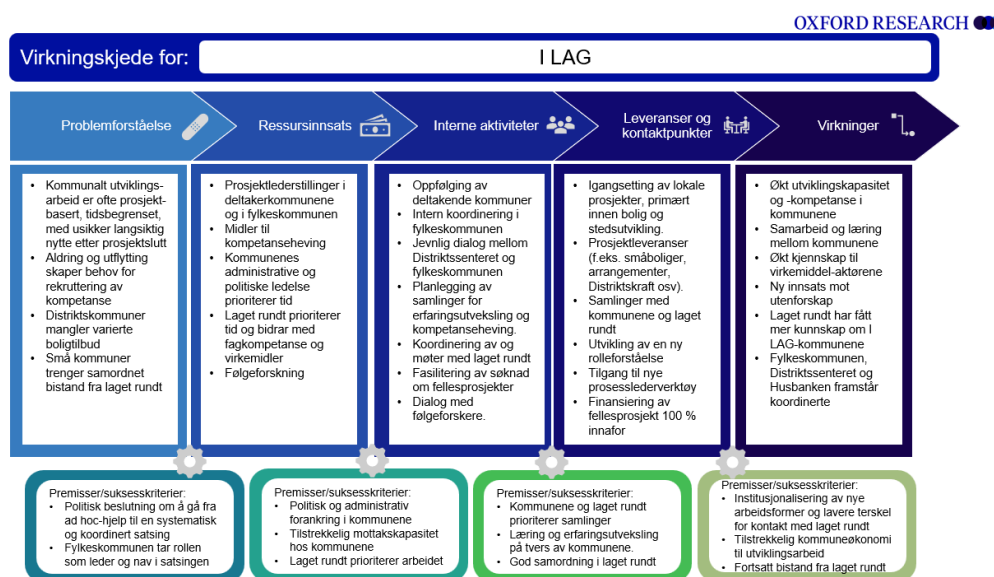 OXFORD RESEARCH
Virkningskjede for:
I LAG
Problemforståelse
Ressursinnsats
Interne aktiviteter
Leveranser og
kontaktpunkter
Virkninger
• Kommunalt utviklings-
arbeid er ofte prosjekt-
basert, tidsbegrenset,
med usikker langsiktig
nytte etter prosjektslutt
• Aldring og utflytting
skaper behov for
rekruttering av
kompetanse
• Distriktskommuner
mangler varierte
boligtilbud
• Små kommuner
trenger samordnet
bistand fra laget rundt
• Prosjektlederstillinger i
deltakerkommunene
og i fylkeskommunen
• Midler til
kompetanseheving
• Kommunenes
administrative og
politiske ledelse
prioriterer tid
• Laget rundt prioriterer
tid og bidrar med
fagkompetanse og
virkemidler
• Følgeforskning
• Oppfølging av
deltakende kommuner
• Intern koordinering i
fylkeskommunen
• Jevnlig dialog mellom
Distriktssenteret og
fylkeskommunen
• Planlegging av
samlinger for
erfaringsutveksling og
kompetanseheving.
• Koordinering av og
møter med laget rundt
• Fasilitering av søknad
om fellesprosjekter
• Dialog med
følgeforskere.
• Igangsetting av lokale
prosjekter, primært
innen bolig og
stedsutvikling.
• Prosjektleveranser
(f.eks. småboliger,
arrangementer,
Distriktskraft osv).
• Samlinger med
kommunene og laget
rundt
• Utvikling av en ny
rolleforståelse
• Tilgang til nye
prosesslederverktøy
• Finansiering av
fellesprosjekt 100 %
innafor
• Økt utviklingskapasitet
og -kompetanse i
kommunene
• Samarbeid og læring
mellom kommunene
• Økt kjennskap til
virkemiddel-aktørene
• Ny innsats mot
utenforskap
• Laget rundt har fått
mer kunnskap om I
LAG-kommunene
• Fylkeskommunen,
Distriktssenteret og
Husbanken framstår
koordinerte
Premisser/suksesskriterier:
• Politisk beslutning om å gå fra
ad hoc-hjelp til en systematisk
og koordinert satsing
• Fylkeskommunen tar rollen
som leder og nav i satsingen
Premisser/suksesskriterier:
• Politisk og administrativ
forankring i kommunene
• Tilstrekkelig mottakskapasitet
hos kommunene
• Laget rundt prioriterer arbeidet
Premisser/suksesskriterier:
• Kommunene og laget rundt
prioriterer samlinger
• Læring og erfaringsutveksling
på tvers av kommunene.
• God samordning i laget rundt
Premisser/suksesskriterier:
• Institusjonalisering av nye
arbeidsformer og lavere terskel
for kontakt med laget rundt
• Tilstrekkelig kommuneøkonomi
til utviklingsarbeid
• Fortsatt bistand fra laget rundt